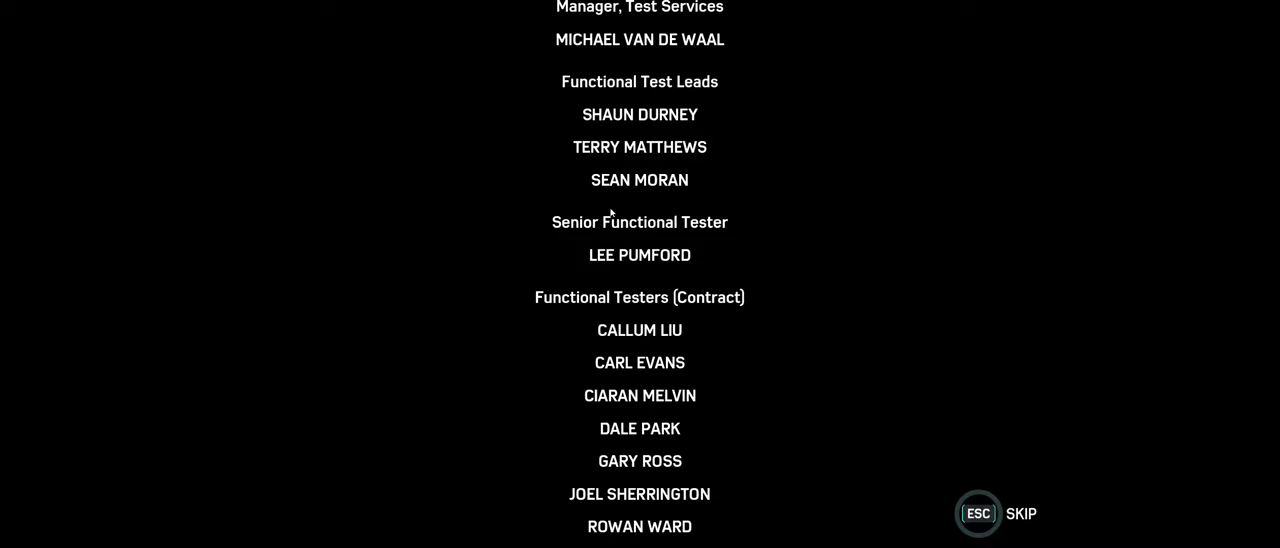 Manager, Test Services
MICHAEL VAN DE WAAL
Functional Test Leads
SHAUN DURNEY
TERRY MATTHEWS
SEAN MORAN
Senior Functional Tester
LEE PUMFORD
Functional Testers (Contract)
CALLUM LIU
CARL EVANS
CIARAN MELVIN
DALE PARK
GARY ROSS
JOEL SHERRINGTON
ROWAN WARD
ESC SKIP